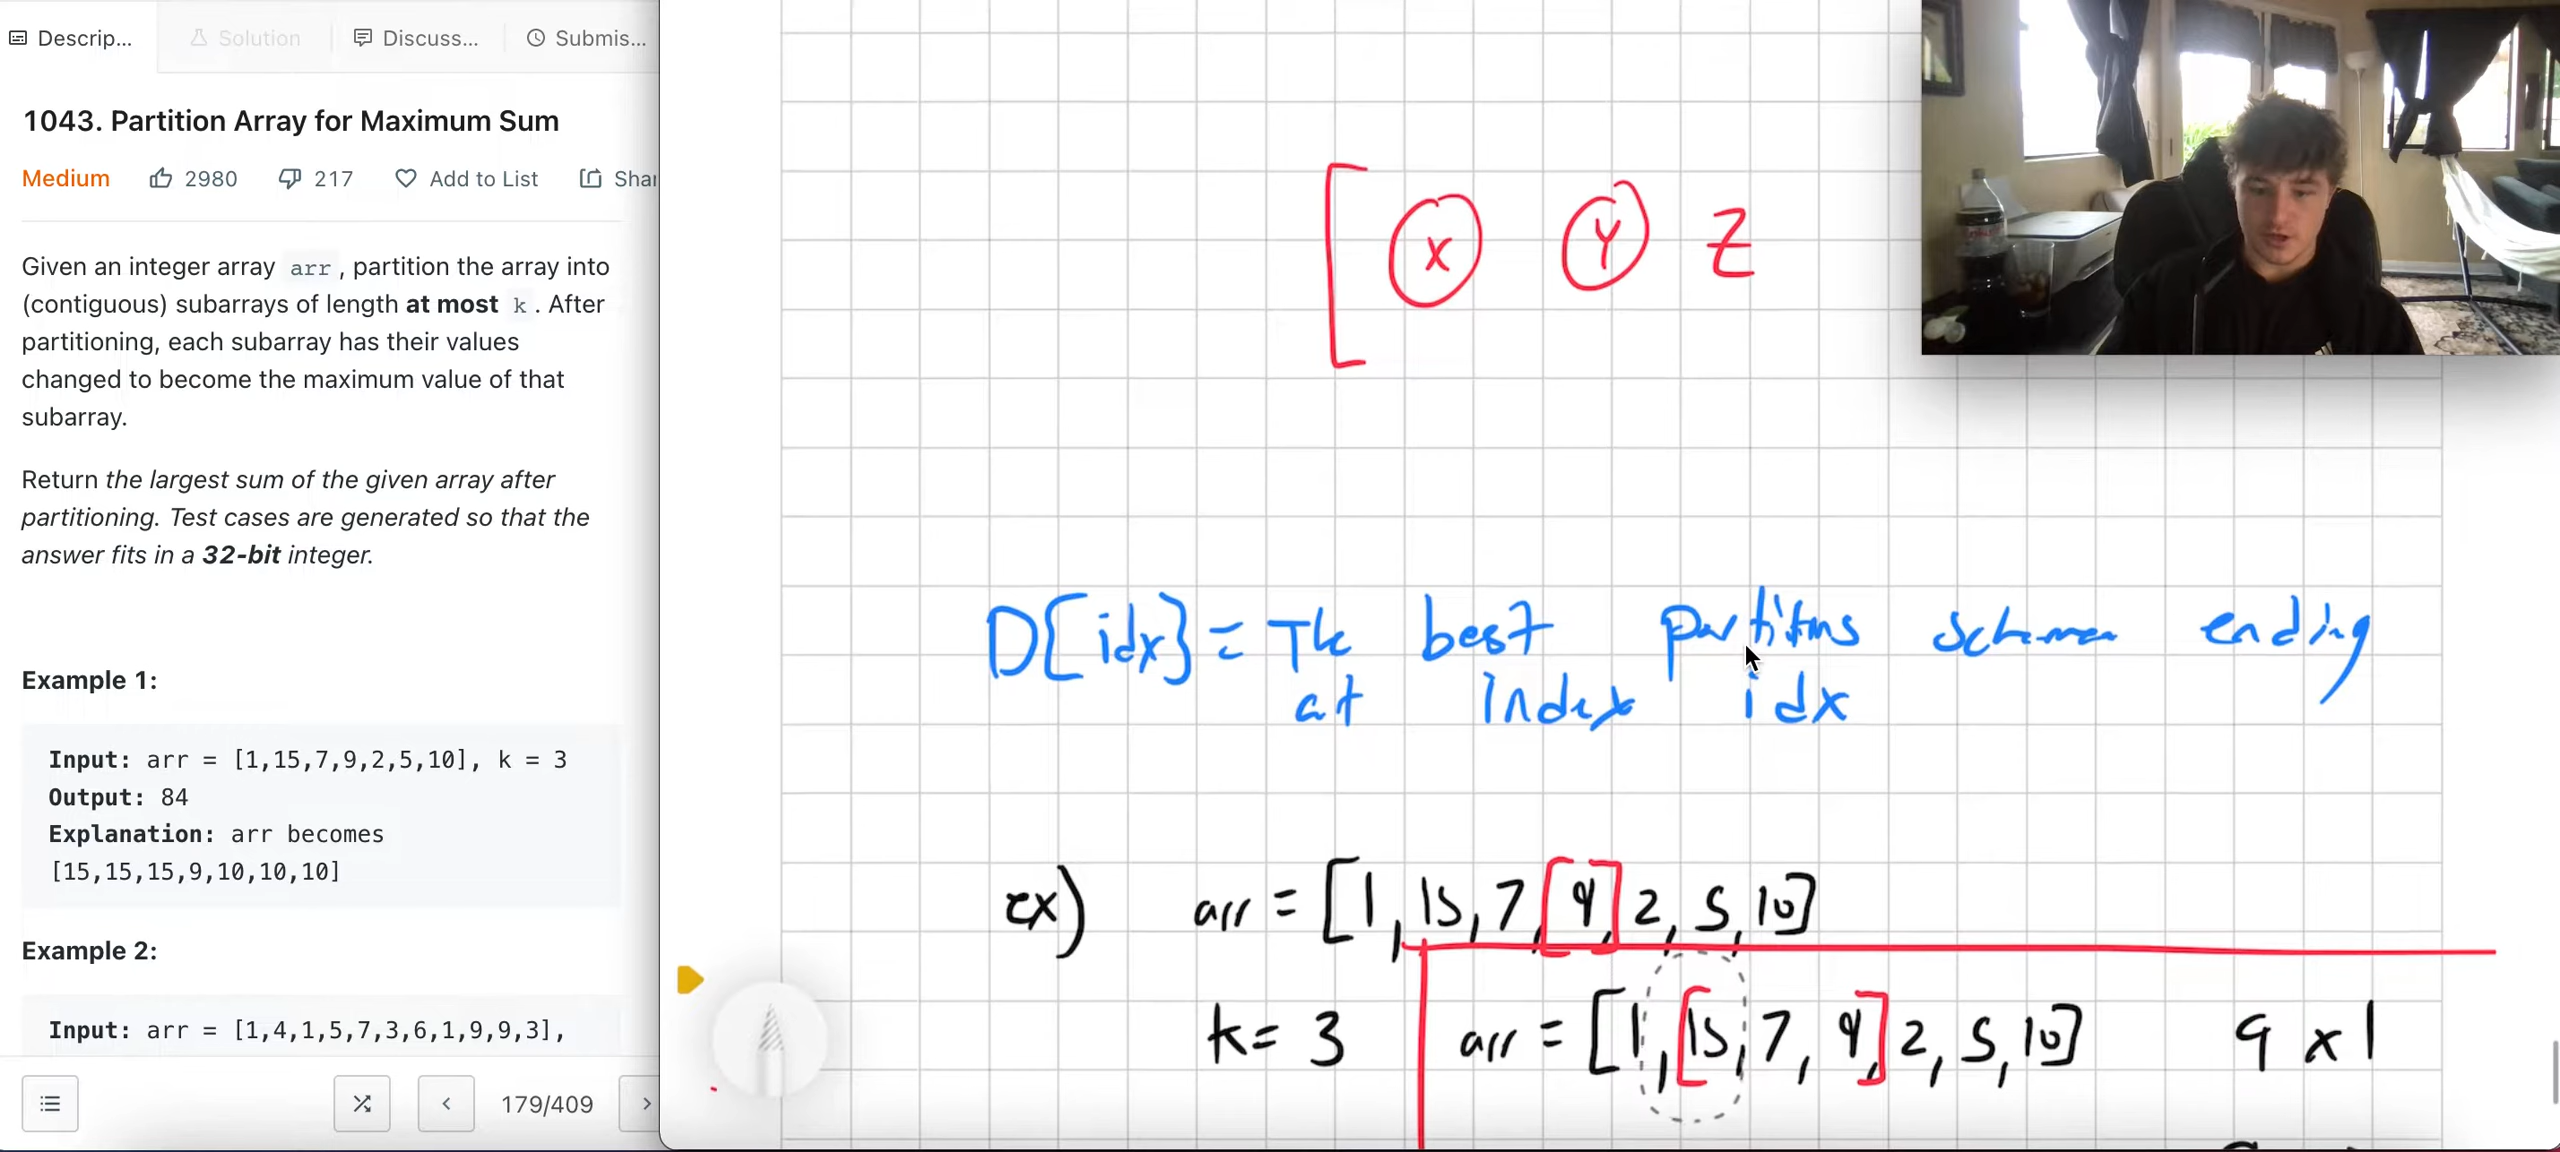 Descrip...
Solution
Discuss...
Submis...
1043. Partition Array for Maximum Sum
Medium 2980 217 Add to List Shar
Given an integer array arr , partition the array into
(contiguous) subarrays of length at most k . After
partitioning, each subarray has their values
changed to become the maximum value of that
subarray.
Return the largest sum of the given array after
partitioning. Test cases are generated so that the
answer fits in a 32-bit integer.
Example 1:
Input: arr = [1,15,7,9,2,5,10], k = 3
Output: 84
Explanation: arr becomes
[15,15,15,9,10,10,10]
Example 2:
Input: arr = [1,4,1,5,7,3,6,1,9,9,3],
179/409
[ X Y Z
D[idx] = The best partitions ending
at index idx
ex) arr = [1,15,7,[9,]2,5,10]
k= 3 arr = [1,[15,7,9]2,5,10] 9 x 1